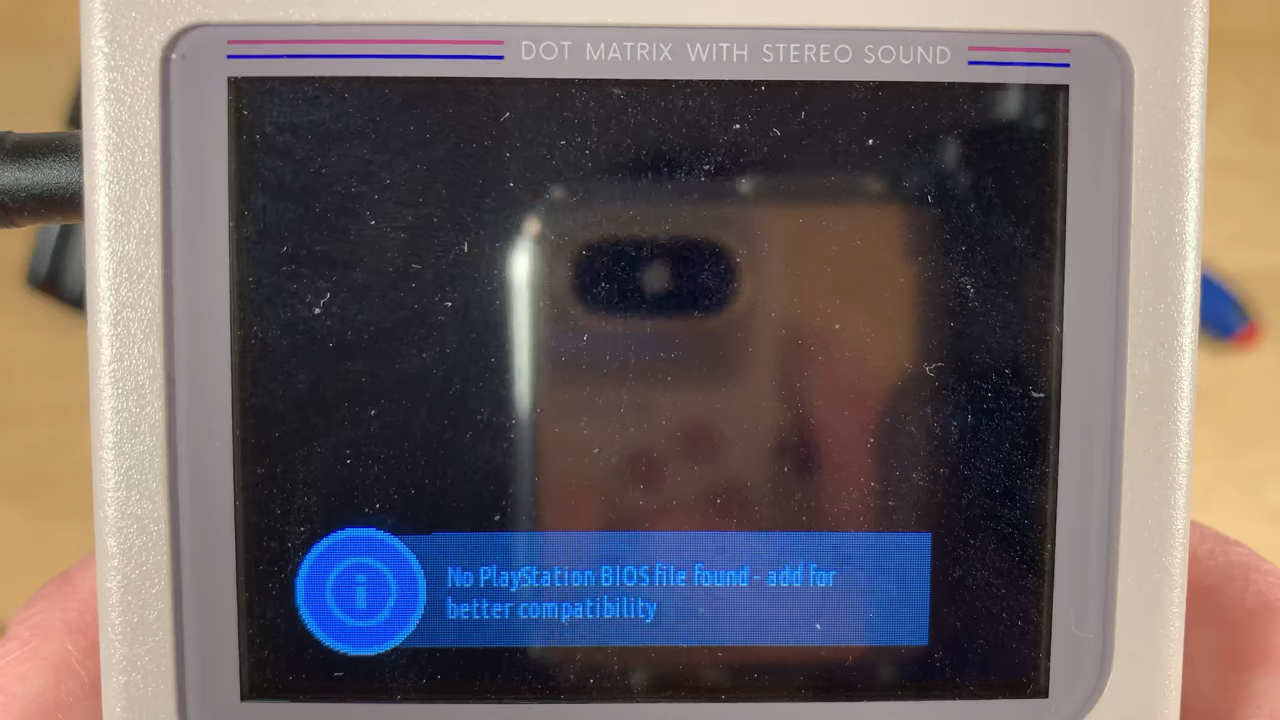 DOT MATRIX WITH STEREO SOUND
No PlayStation BIOS file found - add for
better compatibility